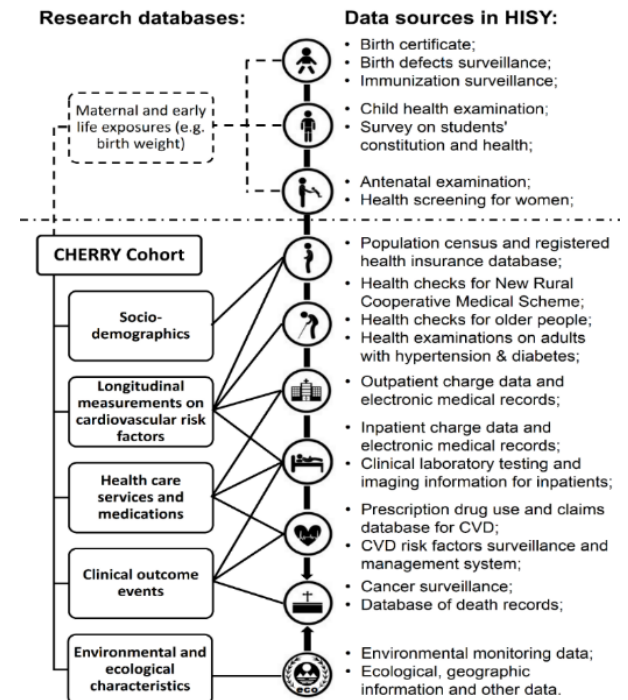 Research databases:
Data sources in HISY:
Maternal and early
life exposures (e.g.
birth weight)
CHERRY Cohort
Socio-
demographics
Longitudinal
measurements on
cardiovascular risk
factors
Health care
services and
medications
Clinical outcome
events
Environmental and
ecological
characteristics
• Birth certificate;
• Birth defects surveillance;
• Immunization surveillance;
• Child health examination;
• Survey on students'
constitution and health;
• Antenatal examination;
• Health screening for women;
• Population census and registered
health insurance database;
• Health checks for New Rural
Cooperative Medical Scheme;
• Health checks for older people;
• Health examinations on adults
with hypertension & diabetes;
• Outpatient charge data and
electronic medical records;
• Inpatient charge data and
electronic medical records;
• Clinical laboratory testing and
imaging information for inpatients;
• Prescription drug use and claims
database for CVD;
• CVD risk factors surveillance and
management system;
• Cancer surveillance;
• Database of death records;
eco
• Environmental monitoring data;
• Ecological, geographic
information and other data.